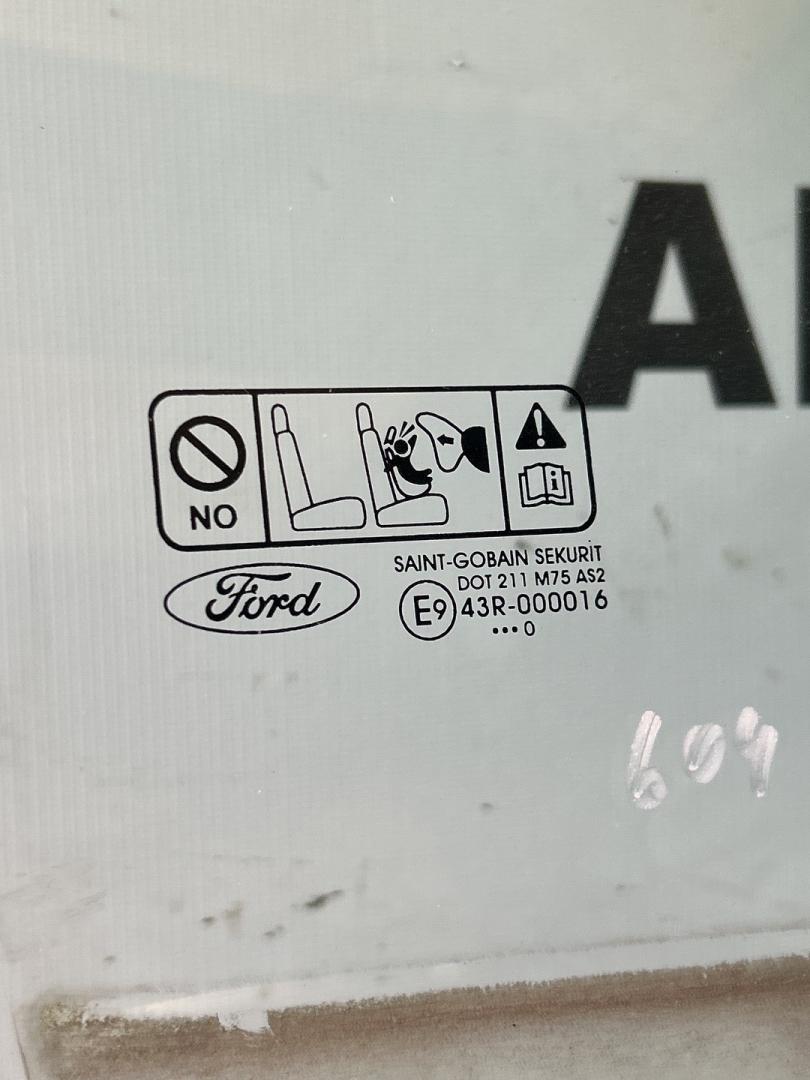 A
NO
i
SAINT-GOBAIN SEKURIT
Ford
DOT 211 M75 AS2
E9 43R-000016
••• 0